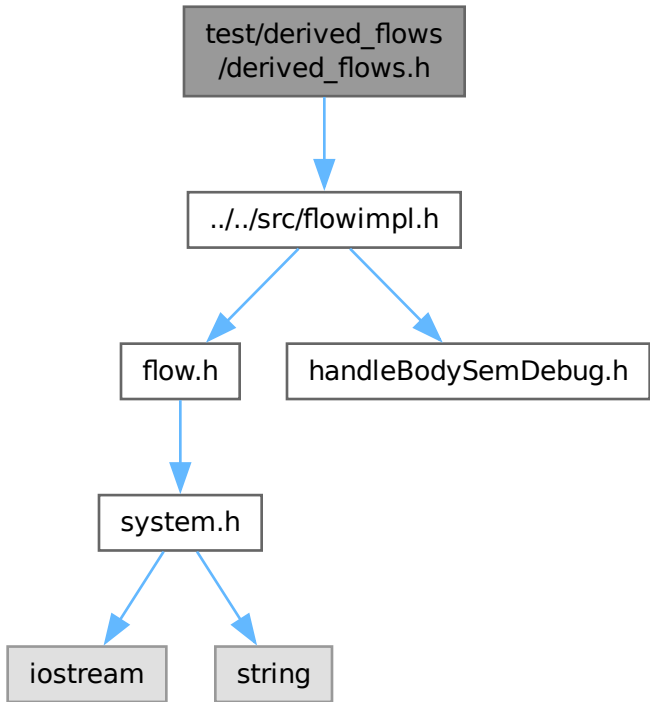 test/derived_flows
/derived_flows.h
../../src/flowimpl.h
flow.h
handleBodySemDebug.h
system.h
iostream
string